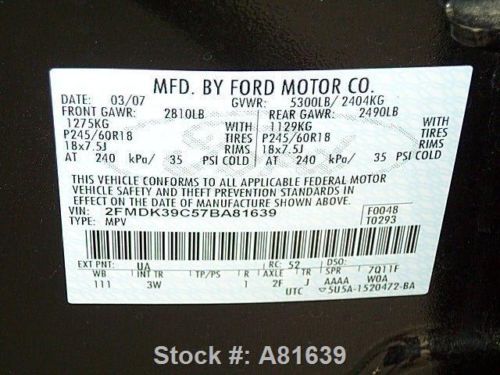 MFD. BY FORD MOTOR CO.
DATE: 03/07 GVWR: 5300LB/ 2404KG
FRONT GAWR: 2810LB REAR GAWR: 2490LB
1275KG WITH 1129KG WITH
P245/60R18 TIRES P245/60R18 TIRES
18x7.5J RIMS 18x7.5J RIMS
AT 240 kPa/ 35 PSI COLD AT 240 kPa/ 35 PSI COLD
THIS VEHICLE CONFORMS TO ALL APPLICABLE FEDERAL MOTOR
VEHICLE SAFETY AND THEFT PREVENTION STANDARDS IN
EFFECT ON THE DATE OF MANUFACTURE SHOWN ABOVE.
VIN: 2FMDK39C57BA81639 F0048
TYPE: MPV T0293
EXT PNT: UA RC: 52 DSO:
WB INT TR TP/PS R AXLE TR SPR 7Q11F
111 3W 1 2F J AAAA W0A
UTC 5U5A-1520472-BA
Stock #: A81639